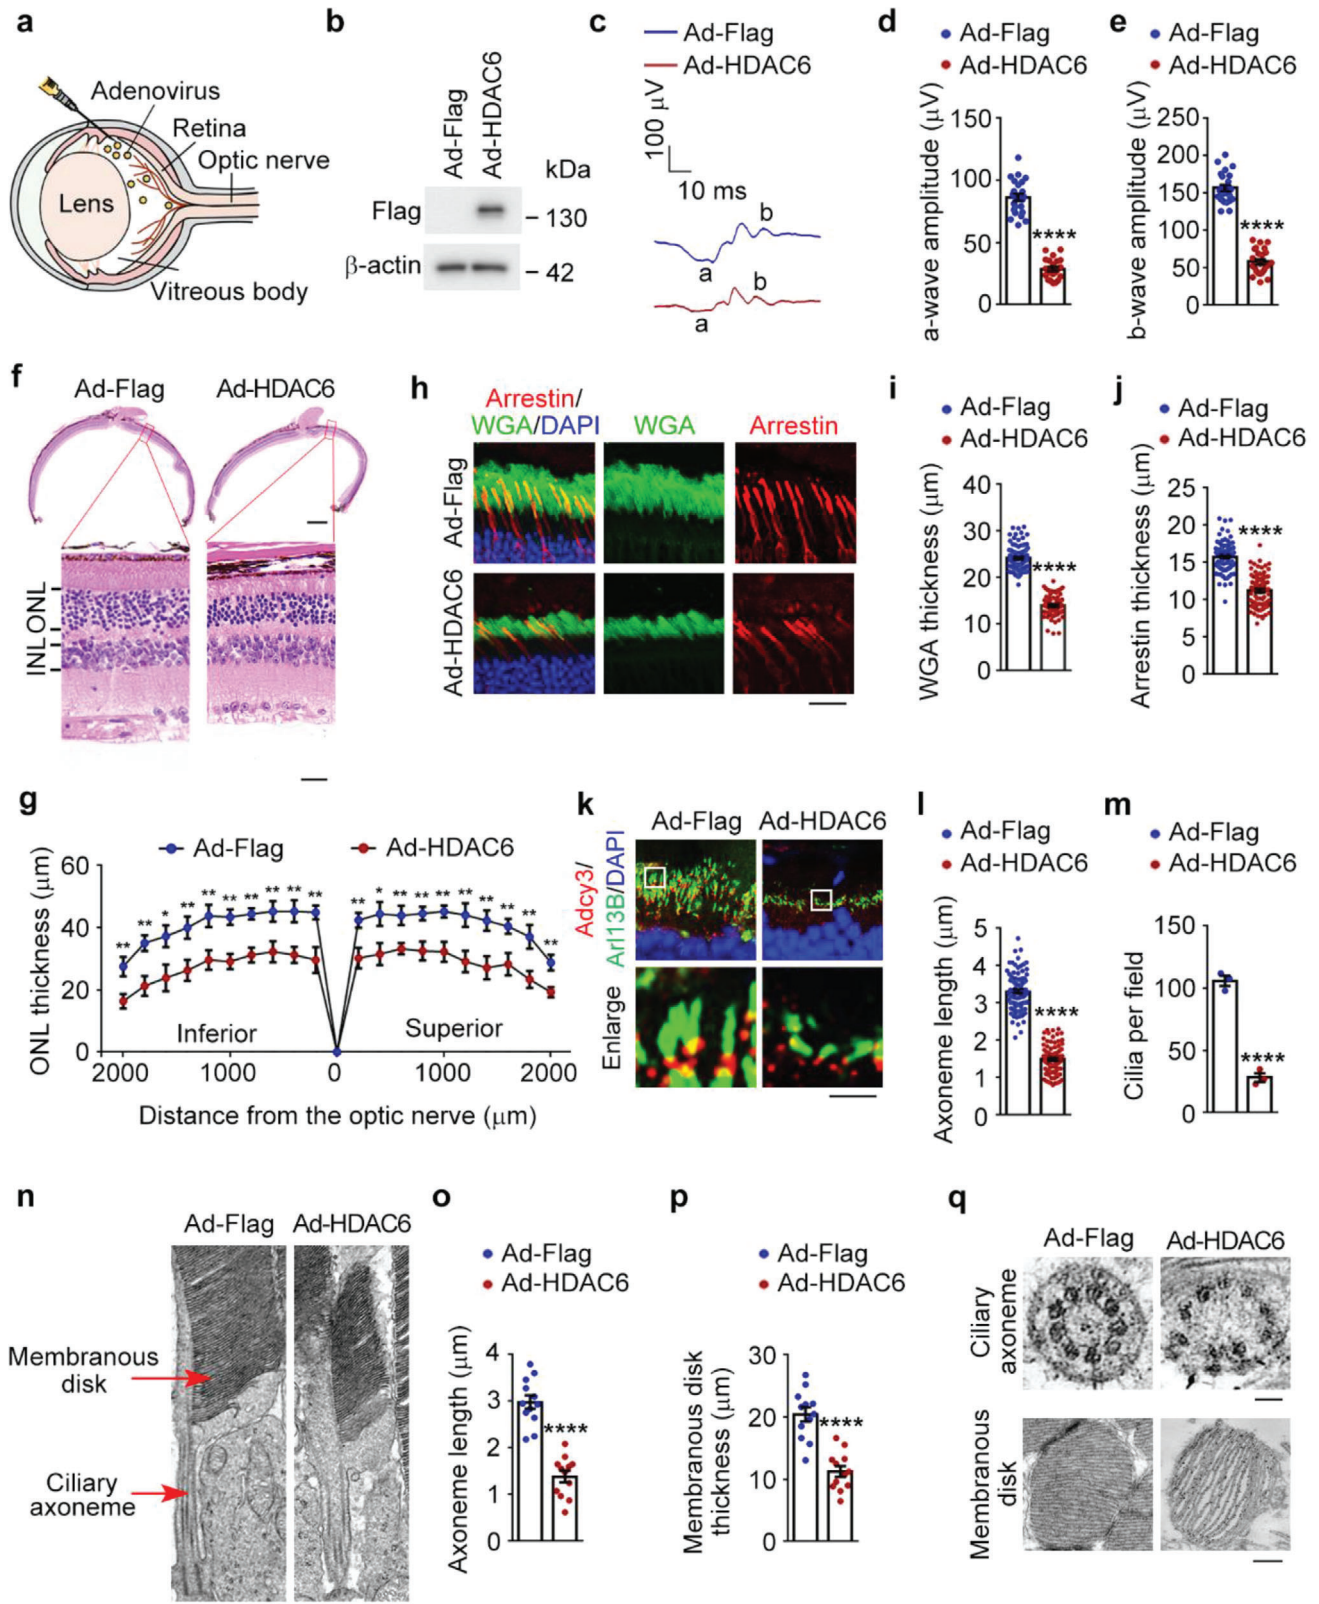 a
Adenovirus
Retina
Optic nerve
Lens
Vitreous body
b
Ad-Flag
Ad-HDAC6
kDa
Flag
130
β-actin
42
c
Ad-Flag
Ad-HDAC6
100 μV
10 ms
b
a
b
a
d
Ad-Flag
Ad-HDAC6
a-wave amplitude (μV)
150
100
50
0
****
e
Ad-Flag
Ad-HDAC6
b-wave amplitude (μV)
250
200
150
100
50
0
****
f
Ad-Flag
Ad-HDAC6
INL ONL
h
Arrestin/
WGA/DAPI
WGA
Arrestin
Ad-Flag
Ad-HDAC6
i
Ad-Flag
Ad-HDAC6
WGA thickness (μm)
40
30
20
10
0
****
j
Ad-Flag
Ad-HDAC6
Arrestin thickness (μm)
25
20
15
10
5
0
****
g
Ad-Flag
Ad-HDAC6
ONL thickness (μm)
60
40
20
0
** ** * ** ** ** ** ** ** **
** * ** ** ** ** ** ** ** **
Inferior
Superior
2000 1000 0 1000 2000
Distance from the optic nerve (μm)
k
Ad-Flag
Ad-HDAC6
Adcy3/
Arl13B/DAPI
Enlarge
l
Ad-Flag
Ad-HDAC6
Axoneme length (μm)
5
4
3
2
1
0
****
m
Ad-Flag
Ad-HDAC6
Cilia per field
150
100
50
0
****
n
Ad-Flag
Ad-HDAC6
Membranous
disk
Ciliary
axoneme
o
Ad-Flag
Ad-HDAC6
Axoneme length (μm)
4
3
2
1
0
****
p
Ad-Flag
Ad-HDAC6
Membranous disk
thickness (μm)
30
20
10
0
****
q
Ad-Flag
Ad-HDAC6
Ciliary
axoneme
Membranous
disk